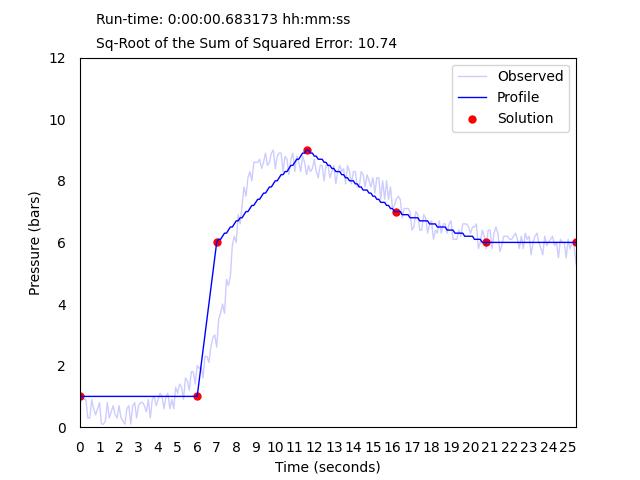 Run-time: 0:00:00.683173 hh:mm:ss
Sq-Root of the Sum of Squared Error: 10.74
Observed
Profile
Solution
12
10
8
6
4
2
0
Pressure (bars)
0 1 2 3 4 5 6 7 8 9 10 11 12 13 14 15 16 17 18 19 20 21 22 23 24 25
Time (seconds)